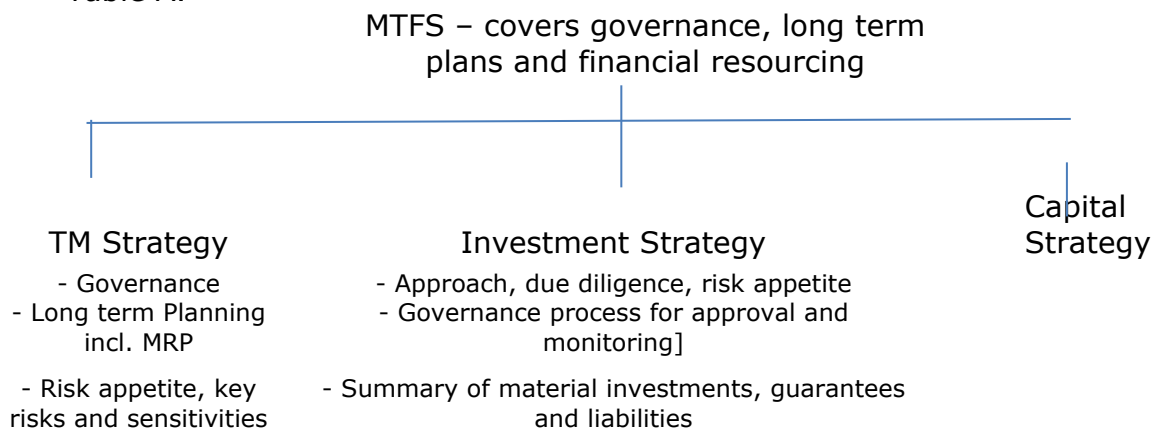 MTFS – covers governance, long term
plans and financial resourcing
TM Strategy
- Governance
- Long term Planning
incl. MRP
- Risk appetite, key
risks and sensitivities
Investment Strategy
- Approach, due diligence, risk appetite
- Governance process for approval and
monitoring]
- Summary of material investments, guarantees
and liabilities
Capital
Strategy